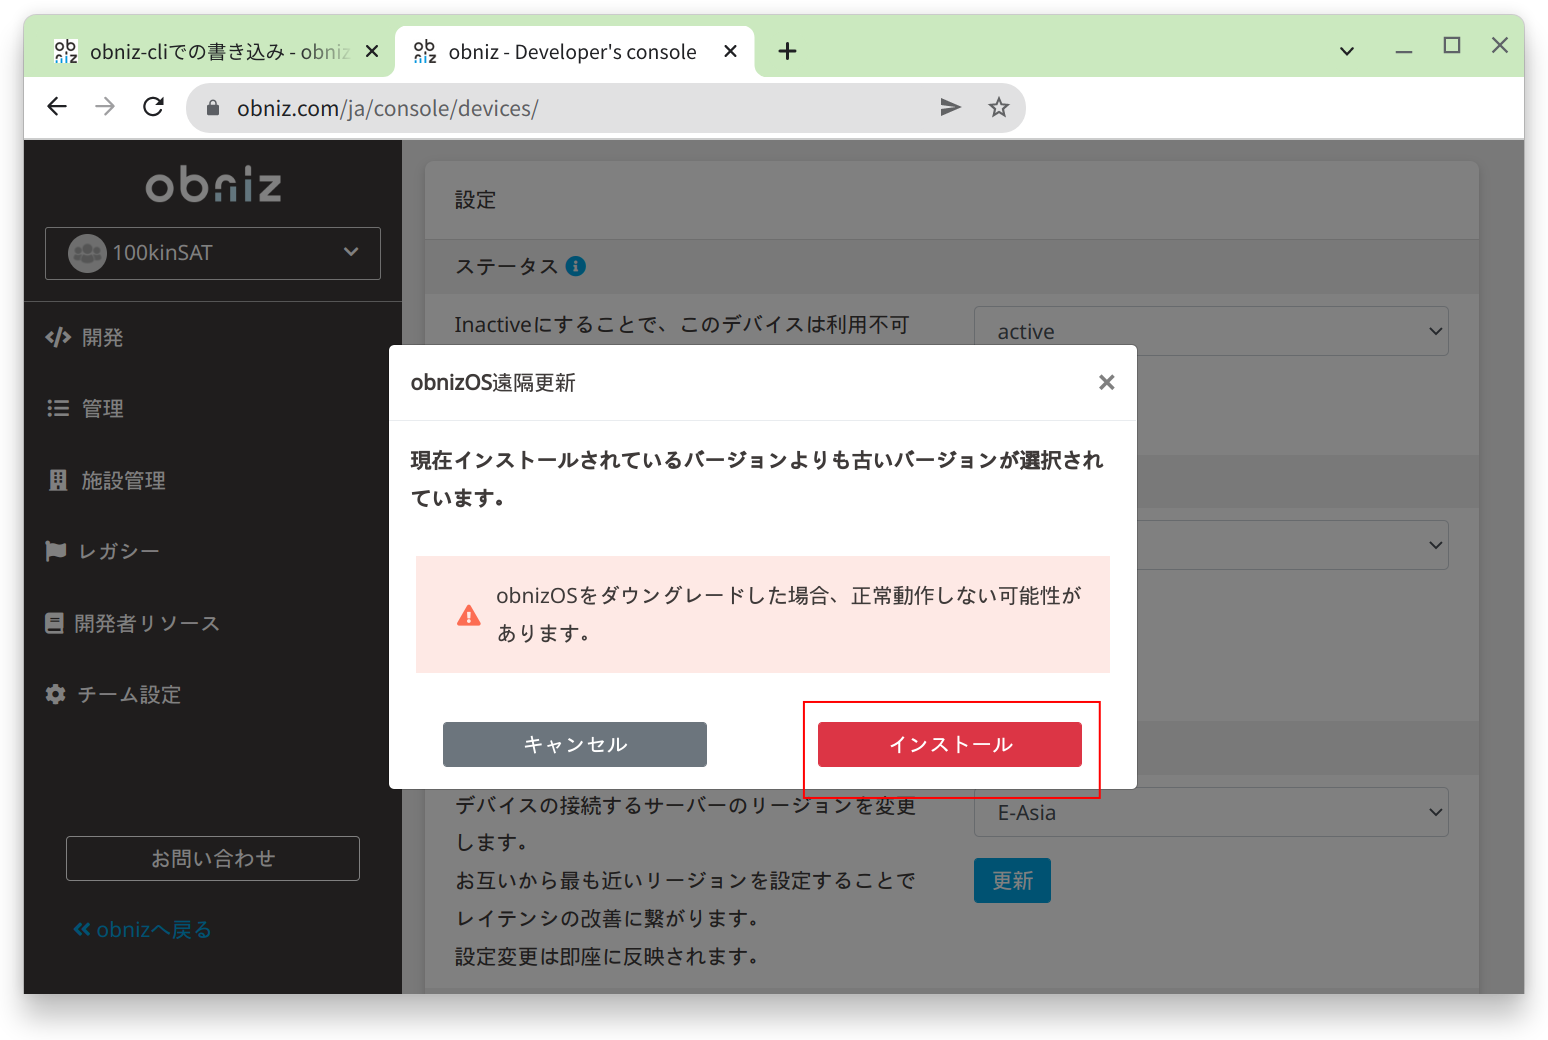 obniz-cliでの書き込み - obniz
obniz - Developer's console
obniz.com/ja/console/devices/
obniz
100kinSAT
開発
管理
施設管理
レガシー
開発者リソース
チーム設定
お問い合わせ
obnizへ戻る
設定
ステータス
Inactiveにすることで、このデバイスは利用不可
active
obnizOS遠隔更新
現在インストールされているバージョンよりも古いバージョンが選択され
ています。
obnizOSをダウングレードした場合、正常動作しない可能性が
あります。
キャンセル
インストール
デバイスの接続するサーバーのリージョンを変更
します。
お互いから最も近いリージョンを設定することで
レイテンシの改善に繋がります。
設定変更は即座に反映されます。
E-Asia
更新